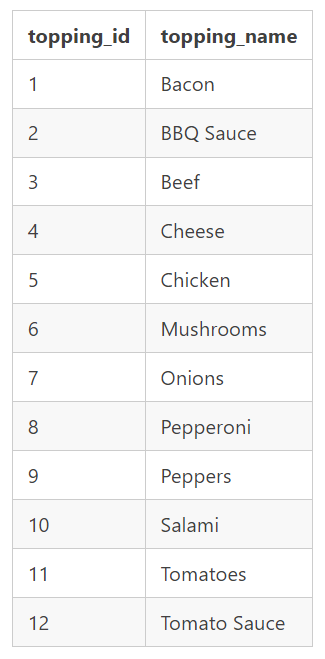 topping_id topping_name
1 Bacon
2 BBQ Sauce
3 Beef
4 Cheese
5 Chicken
6 Mushrooms
7 Onions
8 Pepperoni
9 Peppers
10 Salami
11 Tomatoes
12 Tomato Sauce